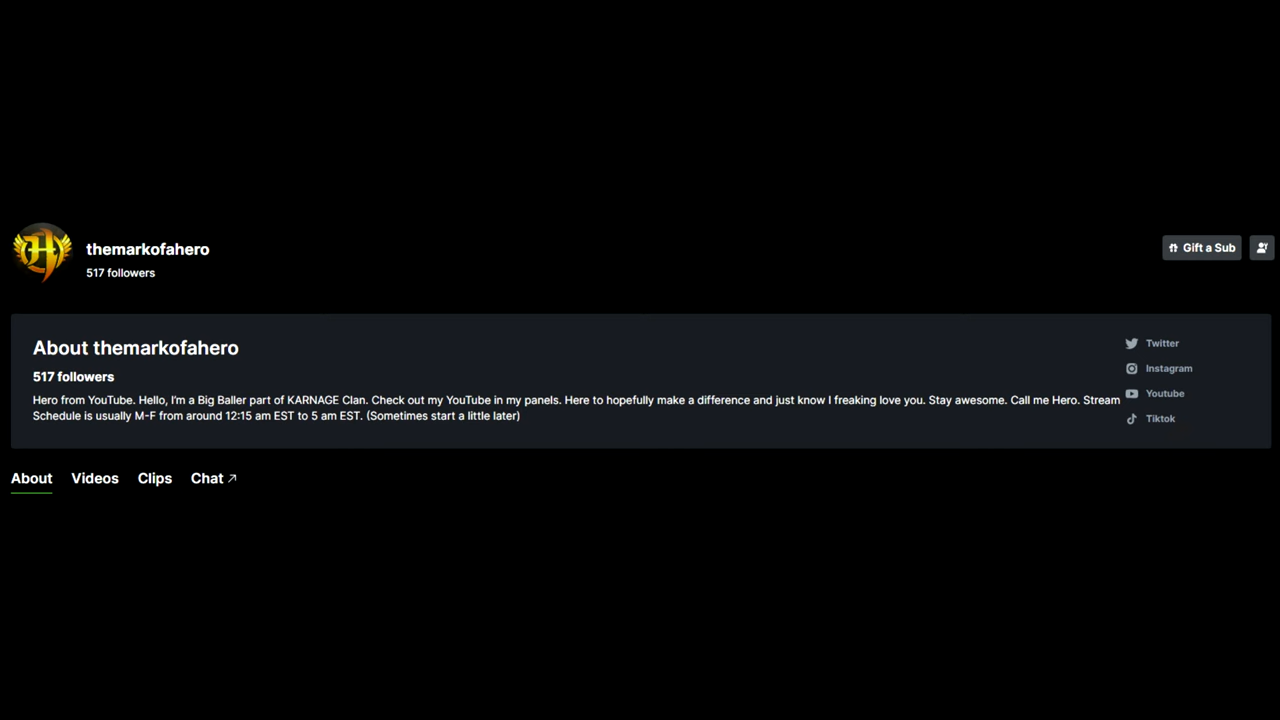 themarkofahero
517 followers
Gift a Sub
About themarkofahero
517 followers
Hero from YouTube. Hello, I'm a Big Baller part of KARNAGE Clan. Check out my YouTube in my panels. Here to hopefully make a difference and just know I freaking love you. Stay awesome. Call me Hero. Stream
Schedule is usually M-F from around 12:15 am EST to 5 am EST. (Sometimes start a little later)
Twitter
Instagram
Youtube
Tiktok
About Videos Clips Chat